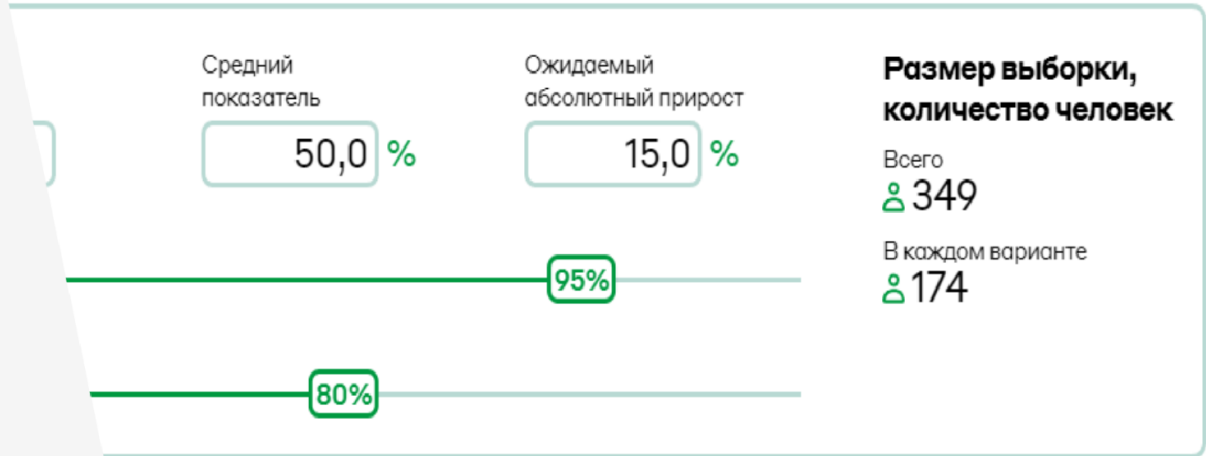 Средний
показатель
50,0 %
Ожидаемый
абсолютный прирост
15,0 %
95%
80%
Размер выборки,
количество человек
Всего
349
В каждом варианте
174